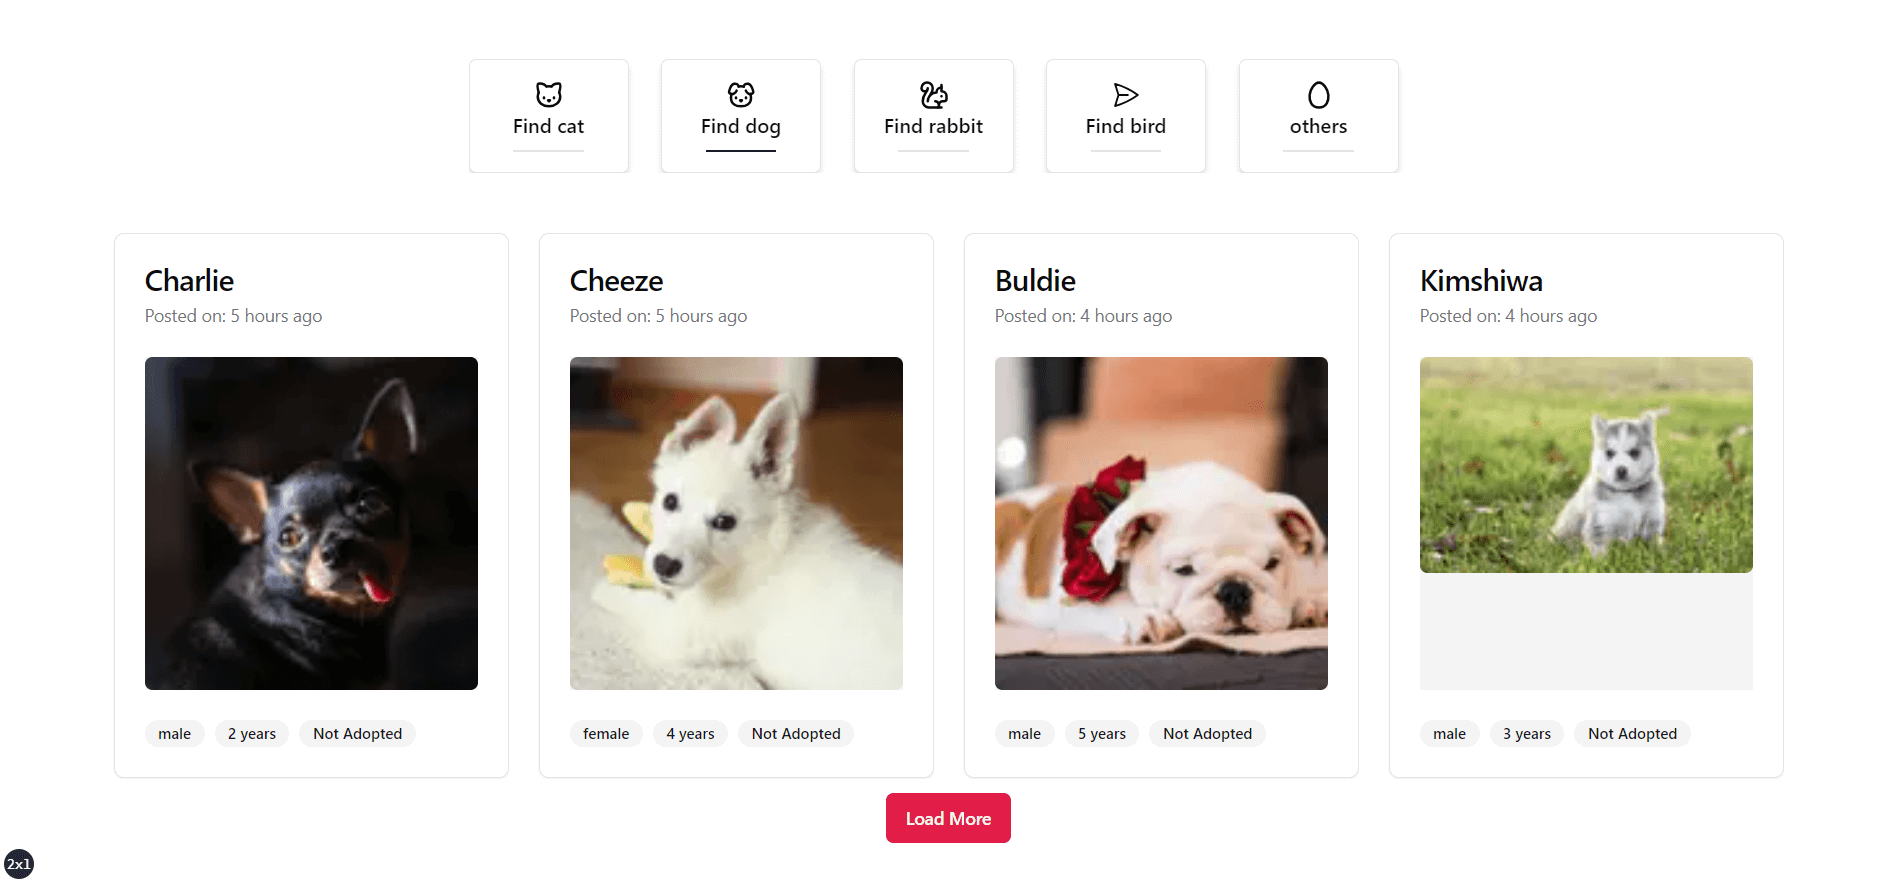 Find cat
Find dog
Find rabbit
Find bird
others
Charlie
Posted on: 5 hours ago
male
2 years
Not Adopted
Cheeze
Posted on: 5 hours ago
female
4 years
Not Adopted
Buldie
Posted on: 4 hours ago
male
5 years
Not Adopted
Kimshiwa
Posted on: 4 hours ago
male
3 years
Not Adopted
Load More
2xl